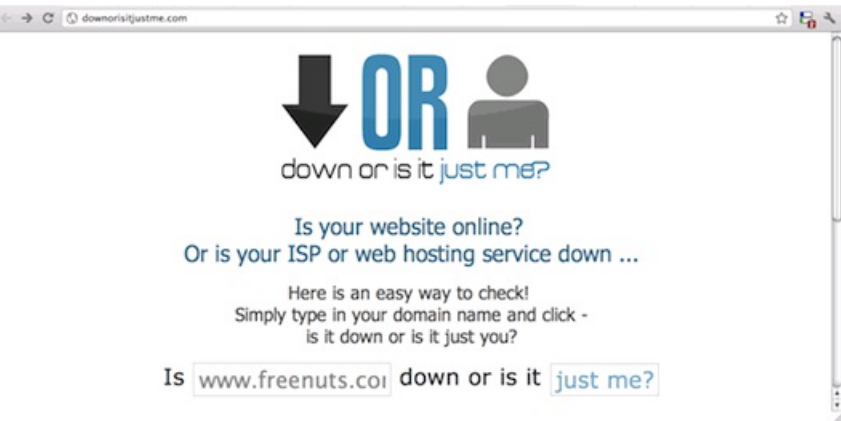 downorisitjustme.com
OR
down or is it just me?
Is your website online?
Or is your ISP or web hosting service down ...
Here is an easy way to check!
Simply type in your domain name and click -
is it down or is it just you?
Is www.freenuts.com down or is it just me?